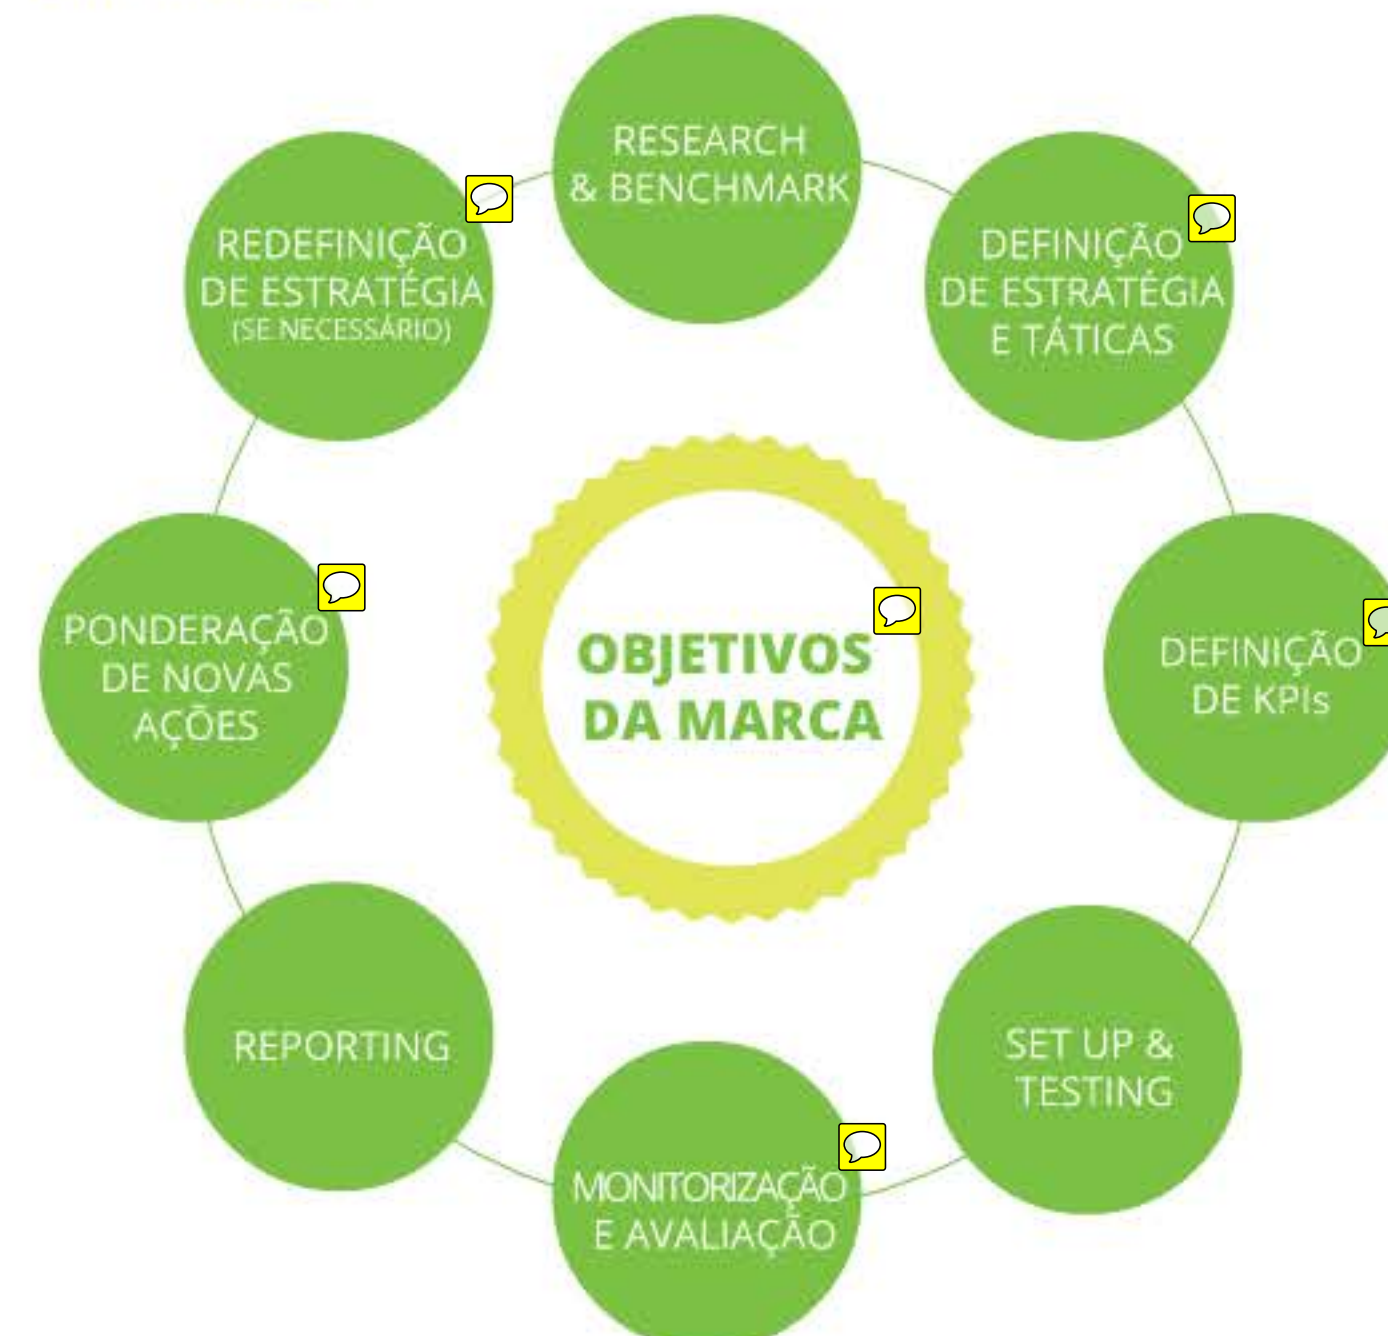 RESEARCH
& BENCHMARK
DEFINIÇÃO
DE ESTRATÉGIA
E TÁTICAS
DEFINIÇÃO
DE KPIs
SET UP &
TESTING
MONITORIZAÇÃO
E AVALIAÇÃO
REPORTING
PONDERAÇÃO
DE NOVAS
AÇÕES
REDEFINIÇÃO
DE ESTRATÉGIA
(SE NECESSÁRIO)
OBJETIVOS
DA MARCA